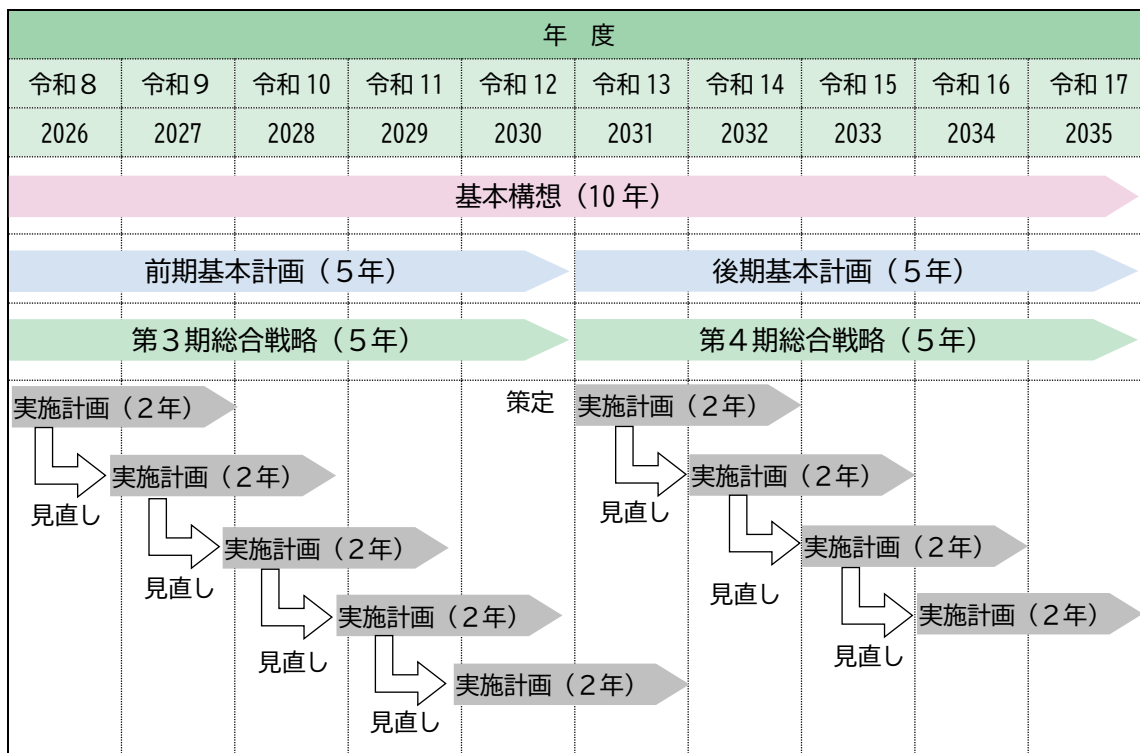 年　度
令和８ 令和９ 令和 10 令和 11 令和 12 令和 13 令和 14 令和 15 令和 16 令和 17
2026 2027 2028 2029 2030 2031 2032 2033 2034 2035
基本構想（10 年）
前期基本計画（５年） 後期基本計画（５年）
第３期総合戦略（５年） 第４期総合戦略（５年）
実施計画（２年） 策定 実施計画（２年）
実施計画（２年） 実施計画（２年）
見直し 見直し
実施計画（２年） 実施計画（２年）
見直し 見直し
実施計画（２年） 実施計画（２年）
見直し 見直し
実施計画（２年）
見直し